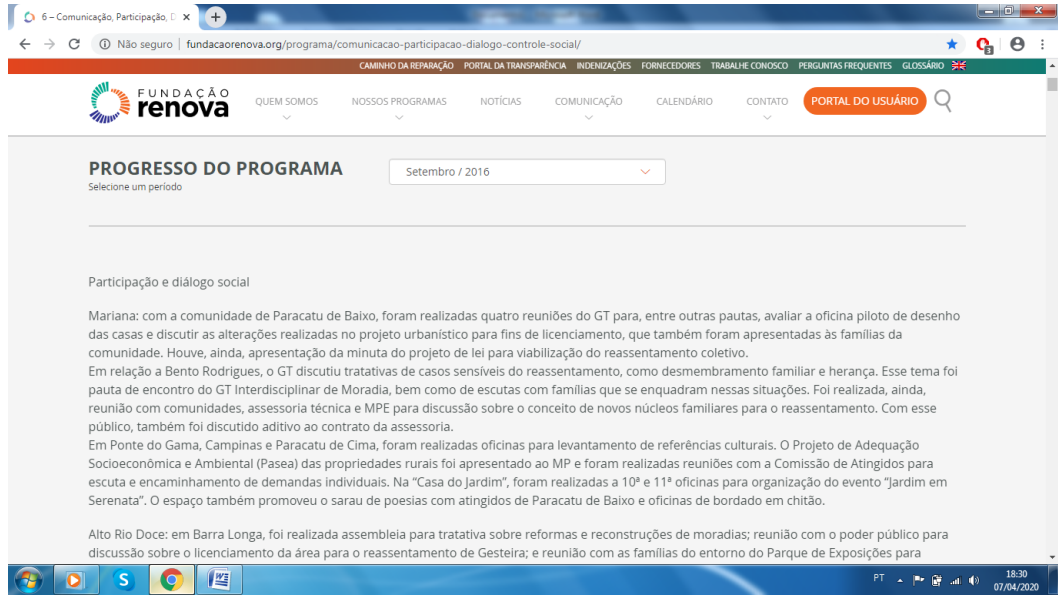 6 – Comunicação, Participação, D
Não seguro | fundacaorenova.org/programa/comunicacao-participacao-dialogo-controle-social/
3
CAMINHO DA REPARAÇÃO PORTAL DA TRANSPARÊNCIA INDENIZAÇÕES FORNECEDORES TRABALHE CONOSCO PERGUNTAS FREQUENTES GLOSSÁRIO
FUNDAÇÃO
renova
QUEM SOMOS NOSSOS PROGRAMAS NOTÍCIAS COMUNICAÇÃO CALENDÁRIO CONTATO PORTAL DO USUÁRIO
PROGRESSO DO PROGRAMA
Selecione um período
Setembro / 2016
Participação e diálogo social
Mariana: com a comunidade de Paracatu de Baixo, foram realizadas quatro reuniões do GT para, entre outras pautas, avaliar a oficina piloto de desenho
das casas e discutir as alterações realizadas no projeto urbanístico para fins de licenciamento, que também foram apresentadas às famílias da
comunidade. Houve, ainda, apresentação da minuta do projeto de lei para viabilização do reassentamento coletivo.
Em relação a Bento Rodrigues, o GT discutiu tratativas de casos sensíveis do reassentamento, como desmembramento familiar e herança. Esse tema foi
pauta de encontro do GT Interdisciplinar de Moradia, bem como de escutas com famílias que se enquadram nessas situações. Foi realizada, ainda,
reunião com comunidades, assessoria técnica e MPE para discussão sobre o conceito de novos núcleos familiares para o reassentamento. Com esse
público, também foi discutido aditivo ao contrato da assessoria.
Em Ponte do Gama, Campinas e Paracatu de Cima, foram realizadas oficinas para levantamento de referências culturais. O Projeto de Adequação
Socioeconômica e Ambiental (Pasea) das propriedades rurais foi apresentado ao MP e foram realizadas reuniões com a Comissão de Atingidos para
escuta e encaminhamento de demandas individuais. Na “Casa do Jardim”, foram realizadas a 10ª e 11ª oficinas para organização do evento “Jardim em
Serenata”. O espaço também promoveu o sarau de poesias com atingidos de Paracatu de Baixo e oficinas de bordado em chitão.
Alto Rio Doce: em Barra Longa, foi realizada assembleia para tratativa sobre reformas e reconstruções de moradias; reunião com o poder público para
discussão sobre o licenciamento da área para o reassentamento de Gesteira; e reunião com as famílias do entorno do Parque de Exposições para
PT
18:30
07/04/2020